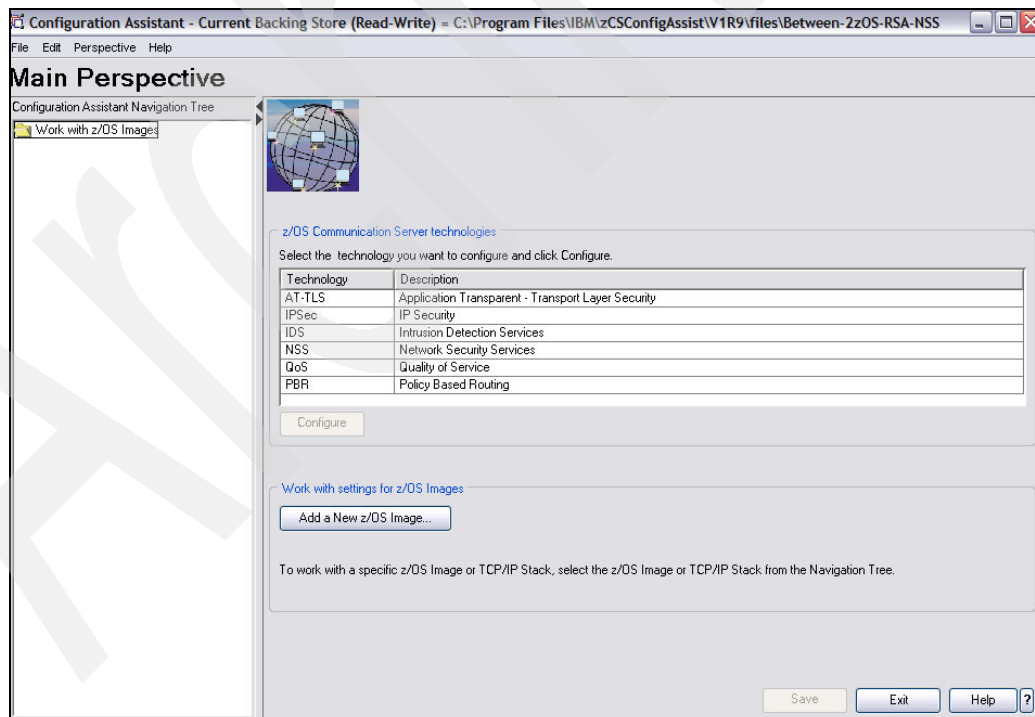 Configuration Assistant - Current Backing Store (Read-Write) = C:\Program Files\IBM\zCSConfigAssist\V1R9\files\Between-2zOS-RSA-NSS
File Edit Perspective Help
Main Perspective
Configuration Assistant Navigation Tree
Work with z/OS Images
z/OS Communication Server technologies
Select the technology you want to configure and click Configure.
Technology Description
AT-TLS Application Transparent - Transport Layer Security
IPSec IP Security
IDS Intrusion Detection Services
NSS Network Security Services
QoS Quality of Service
PBR Policy Based Routing
Configure
Work with settings for z/OS Images
Add a New z/OS Image...
To work with a specific z/OS Image or TCP/IP Stack, select the z/OS Image or TCP/IP Stack from the Navigation Tree.
Save Exit Help ?